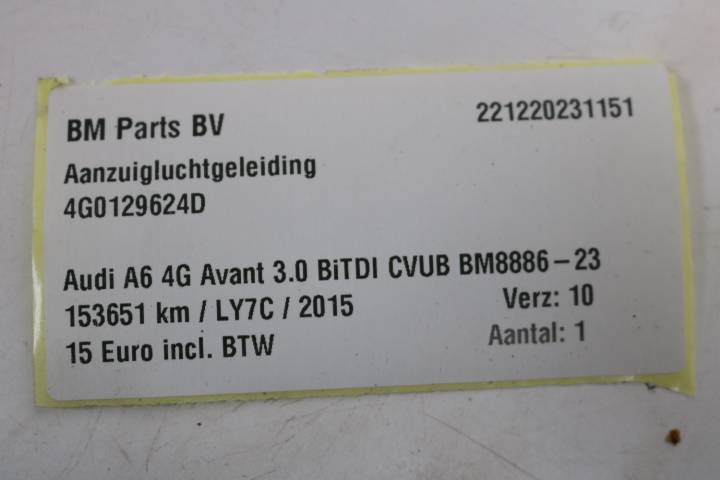 BM Parts BV 221220231151
Aanzuigluchtgeleiding
4G0129624D
Audi A6 4G Avant 3.0 BiTDI CVUB BM8886-23
153651 km / LY7C / 2015 Verz: 10
15 Euro incl. BTW Aantal: 1